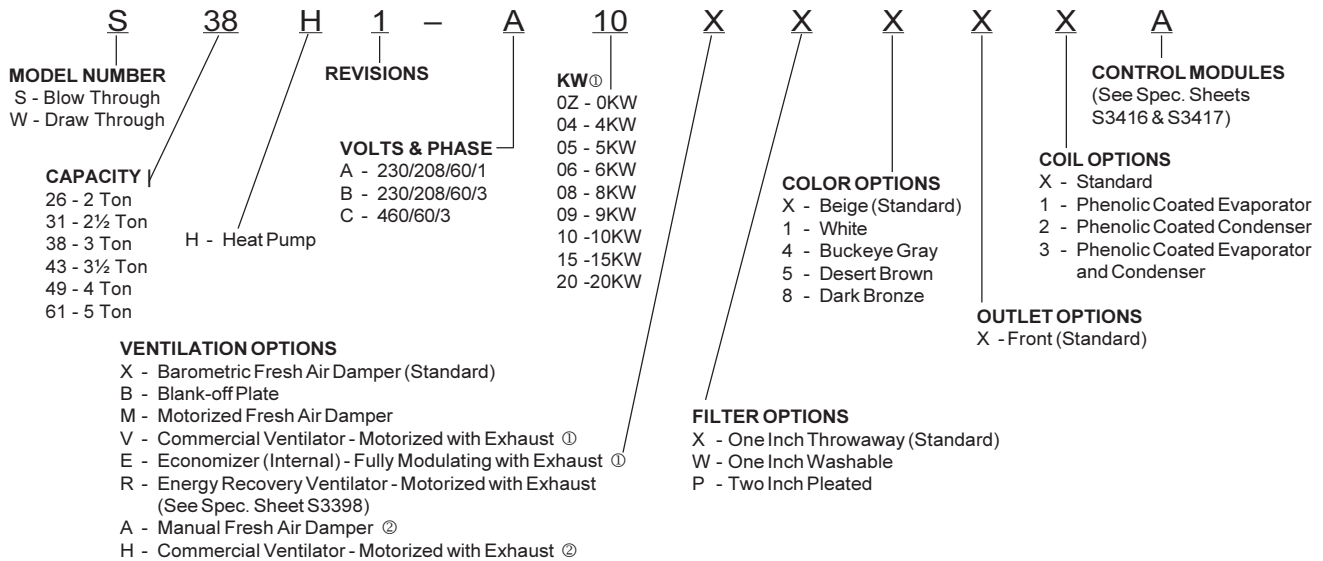 S 38 H 1 – A 10 X X X X X A
MODEL NUMBER
S - Blow Through
W - Draw Through
CAPACITY
26 - 2 Ton
31 - 2½ Ton
38 - 3 Ton
43 - 3½ Ton
49 - 4 Ton
61 - 5 Ton
H - Heat Pump
REVISIONS
VOLTS & PHASE
A - 230/208/60/1
B - 230/208/60/3
C - 460/60/3
KW①
0Z - 0KW
04 - 4KW
05 - 5KW
06 - 6KW
08 - 8KW
09 - 9KW
10 -10KW
15 -15KW
20 -20KW
VENTILATION OPTIONS
X - Barometric Fresh Air Damper (Standard)
B - Blank-off Plate
M - Motorized Fresh Air Damper
V - Commercial Ventilator - Motorized with Exhaust ①
E - Economizer (Internal) - Fully Modulating with Exhaust ①
R - Energy Recovery Ventilator - Motorized with Exhaust
(See Spec. Sheet S3398)
A - Manual Fresh Air Damper ②
H - Commercial Ventilator - Motorized with Exhaust ②
FILTER OPTIONS
X - One Inch Throwaway (Standard)
W - One Inch Washable
P - Two Inch Pleated
COLOR OPTIONS
X - Beige (Standard)
1 - White
4 - Buckeye Gray
5 - Desert Brown
8 - Dark Bronze
OUTLET OPTIONS
X - Front (Standard)
COIL OPTIONS
X - Standard
1 - Phenolic Coated Evaporator
2 - Phenolic Coated Condenser
3 - Phenolic Coated Evaporator
and Condenser
CONTROL MODULES
(See Spec. Sheets
S3416 & S3417)